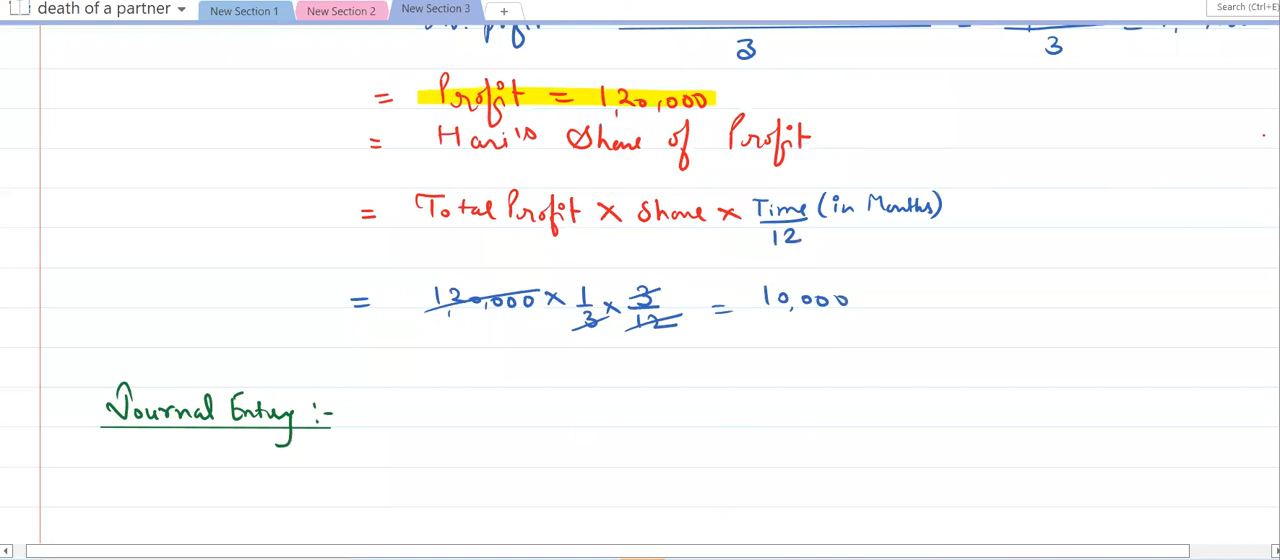 death of a partner New Section 1 New Section 2 New Section 3 + Search (Ctrl+E)
3 = 3 =
= Profit = 1,20,000
= Hari's Share of Profit
= Total Profit × Share × Time/12 (in Months)
= 1,20,000 × 1/3 × 3/12 = 10,000
Journal Entry :-